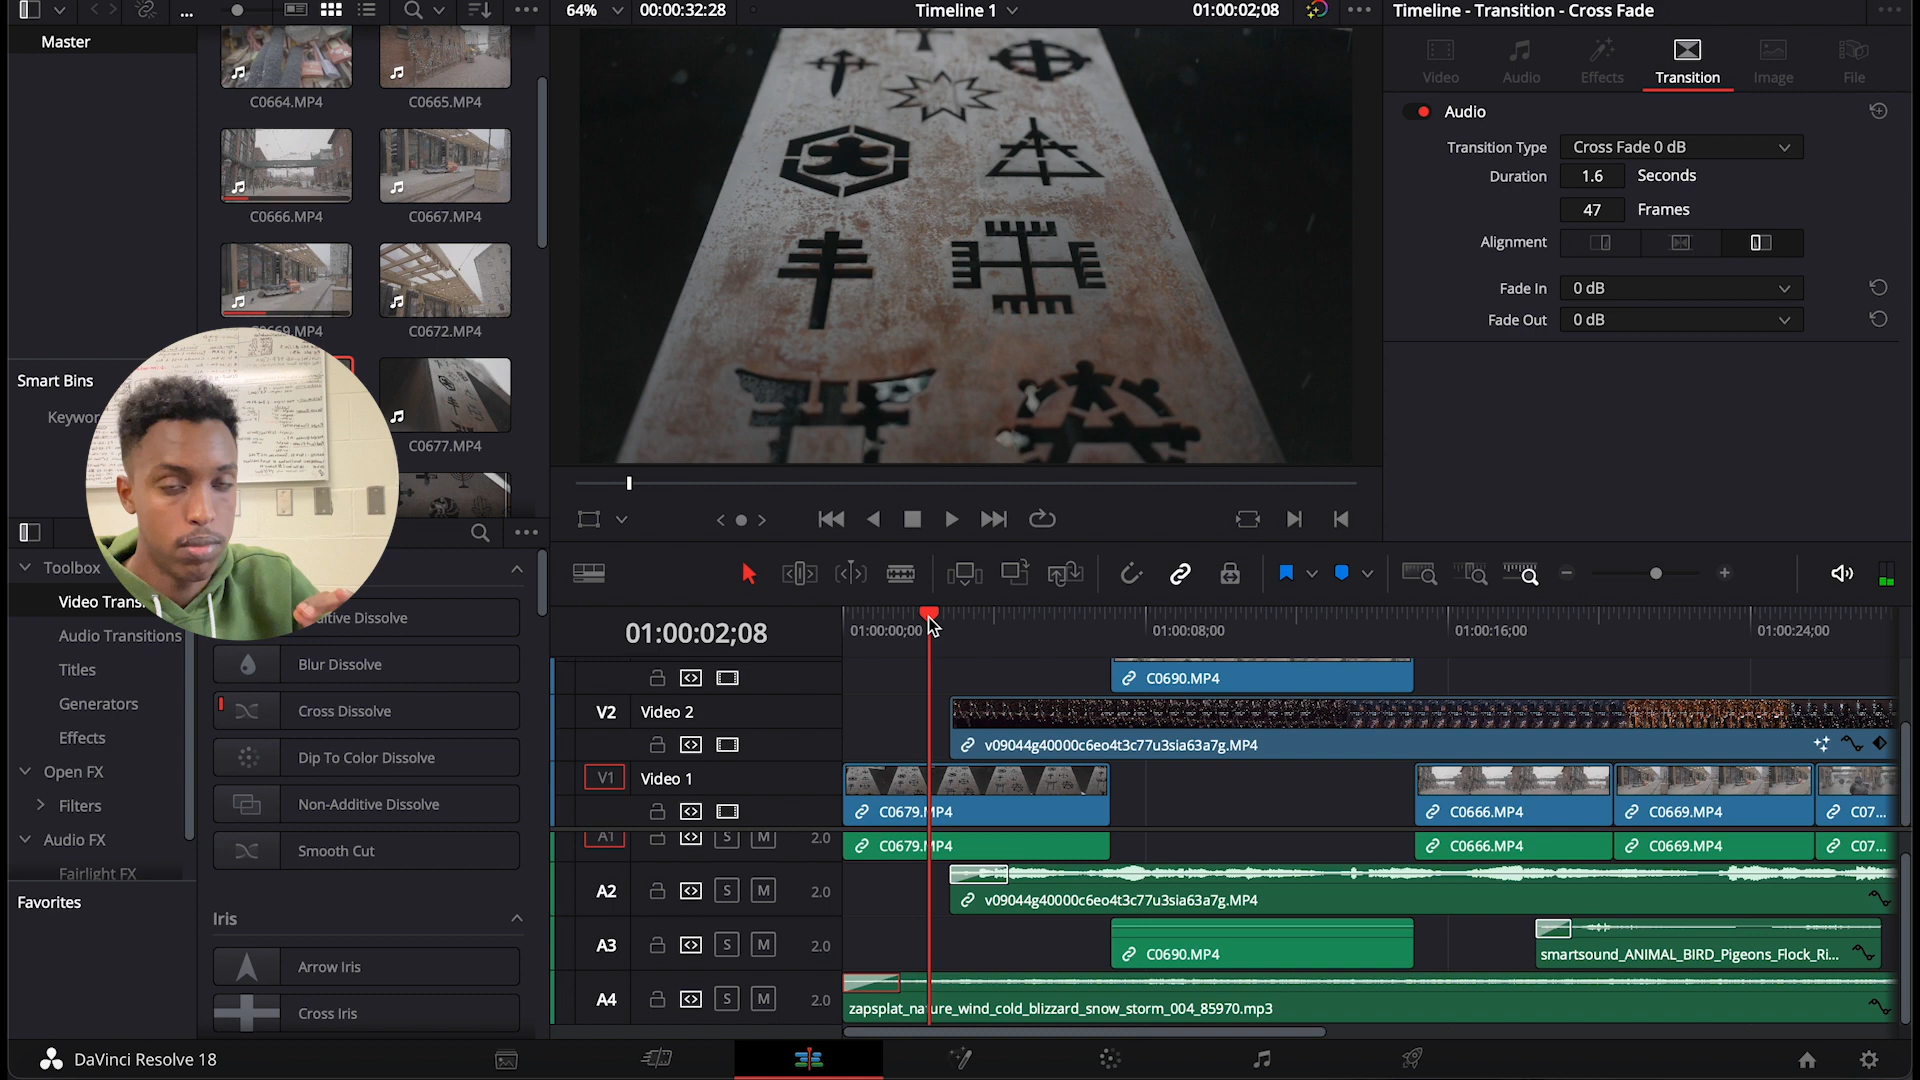 64%
00:00:32:28
Timeline 1
01:00:02;08
Timeline - Transition - Cross Fade
Master
C0664.MP4
C0665.MP4
C0666.MP4
C0667.MP4
C0669.MP4
C0672.MP4
C0677.MP4
Smart Bins
Keywor
Video
Audio
Effects
Transition
Image
File
Audio
Transition Type
Cross Fade 0 dB
Duration
1.6
Seconds
47
Frames
Alignment
Fade In
0 dB
Fade Out
0 dB
Toolbox
Video Trans
Audio Transitions
Titles
Generators
Effects
Open FX
Filters
Audio FX
Fairlight FX
Favorites
itive Dissolve
Blur Dissolve
Cross Dissolve
Dip To Color Dissolve
Non-Additive Dissolve
Smooth Cut
Iris
Arrow Iris
Cross Iris
01:00:02;08
01:00:00;00
01:00:08;00
01:00:16;00
01:00:24;00
C0690.MP4
V2
Video 2
v09044g40000c6eo4t3c77u3sia63a7g.MP4
V1
Video 1
C0679.MP4
C0666.MP4
C0669.MP4
C07...
A1
S
M
2.0
C0679.MP4
C0666.MP4
C0669.MP4
C07...
A2
S
M
2.0
v09044g40000c6eo4t3c77u3sia63a7g.MP4
A3
S
M
2.0
C0690.MP4
smartsound_ANIMAL_BIRD_Pigeons_Flock_Ri...
A4
S
M
2.0
zapsplat_nature_wind_cold_blizzard_snow_storm_004_85970.mp3
DaVinci Resolve 18